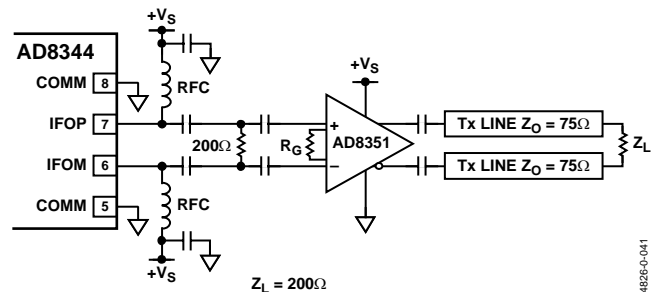 +VS
AD8344
COMM 8
RFC
+VS
IFOP 7
200Ω
RG
+
−
AD8351
Tx LINE ZO = 75Ω
Tx LINE ZO = 75Ω
ZL
IFOM 6
RFC
COMM 5
+VS
ZL = 200Ω
4826-0-041